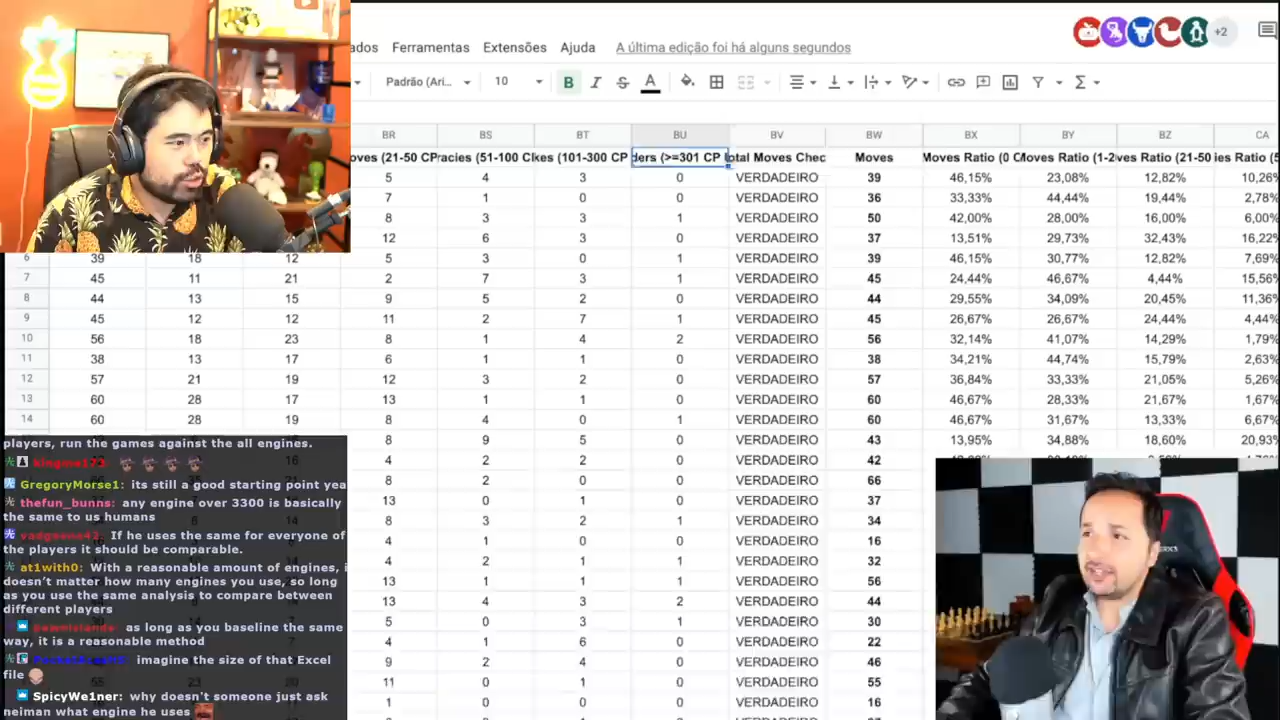 ados Ferramentas Extensões Ajuda A última edição foi há alguns segundos +2
Padrão (Ari... 10 B I S A Σ
BR BS BT BU BV BW BX BY BZ CA
oves (21-50 CP racies (51-100 C kes (101-300 CP ders (>=301 CP otal Moves Chec Moves Moves Ratio (0 C Moves Ratio (1-2 ves Ratio (21-50 ies Ratio (5
5 4 3 0 VERDADEIRO 39 46,15% 23,08% 12,82% 10,26%
7 1 0 0 VERDADEIRO 36 33,33% 44,44% 19,44% 2,78%
8 3 3 1 VERDADEIRO 50 42,00% 28,00% 16,00% 6,00%
12 6 3 0 VERDADEIRO 37 13,51% 29,73% 32,43% 16,22%
6 39 18 12 5 3 0 1 VERDADEIRO 39 46,15% 30,77% 12,82% 7,69%
7 45 11 21 2 7 3 1 VERDADEIRO 45 24,44% 46,67% 4,44% 15,56%
8 44 13 15 9 5 2 0 VERDADEIRO 44 29,55% 34,09% 20,45% 11,36%
9 45 12 12 11 2 7 1 VERDADEIRO 45 26,67% 26,67% 24,44% 4,44%
10 56 18 23 8 1 4 2 VERDADEIRO 56 32,14% 41,07% 14,29% 1,79%
11 38 13 17 6 1 1 0 VERDADEIRO 38 34,21% 44,74% 15,79% 2,63%
12 57 21 19 12 3 2 0 VERDADEIRO 57 36,84% 33,33% 21,05% 5,26%
13 60 28 17 13 1 1 0 VERDADEIRO 60 46,67% 28,33% 21,67% 1,67%
14 60 28 19 8 4 0 1 VERDADEIRO 60 46,67% 31,67% 13,33% 6,67%
8 9 5 0 VERDADEIRO 43 13,95% 34,88% 18,60% 20,93%
4 2 2 0 VERDADEIRO 42
8 2 0 0 VERDADEIRO 66
13 0 1 0 VERDADEIRO 37
8 3 2 1 VERDADEIRO 34
4 1 0 0 VERDADEIRO 16
4 2 1 1 VERDADEIRO 32
13 1 1 1 VERDADEIRO 56
13 4 3 2 VERDADEIRO 44
5 0 3 1 VERDADEIRO 30
4 1 6 0 VERDADEIRO 22
9 2 4 0 VERDADEIRO 46
11 0 1 0 VERDADEIRO 55
1 0 0 0 VERDADEIRO 16
players, run the games against the all engines.
kingme173:
GregoryMorse1: its still a good starting point yea
thefun_bunns: any engine over 3300 is basically
the same to us humans
If he uses the same for everyone of
the players it should be comparable.
at1with0: With a reasonable amount of engines, i
doesn't matter how many engines you use, so long
as you use the same analysis to compare between
different players
as long as you baseline the same
way, it is a reasonable method
imagine the size of that Excel
file
SpicyWe1ner: why doesn't someone just ask
neiman what engine he uses